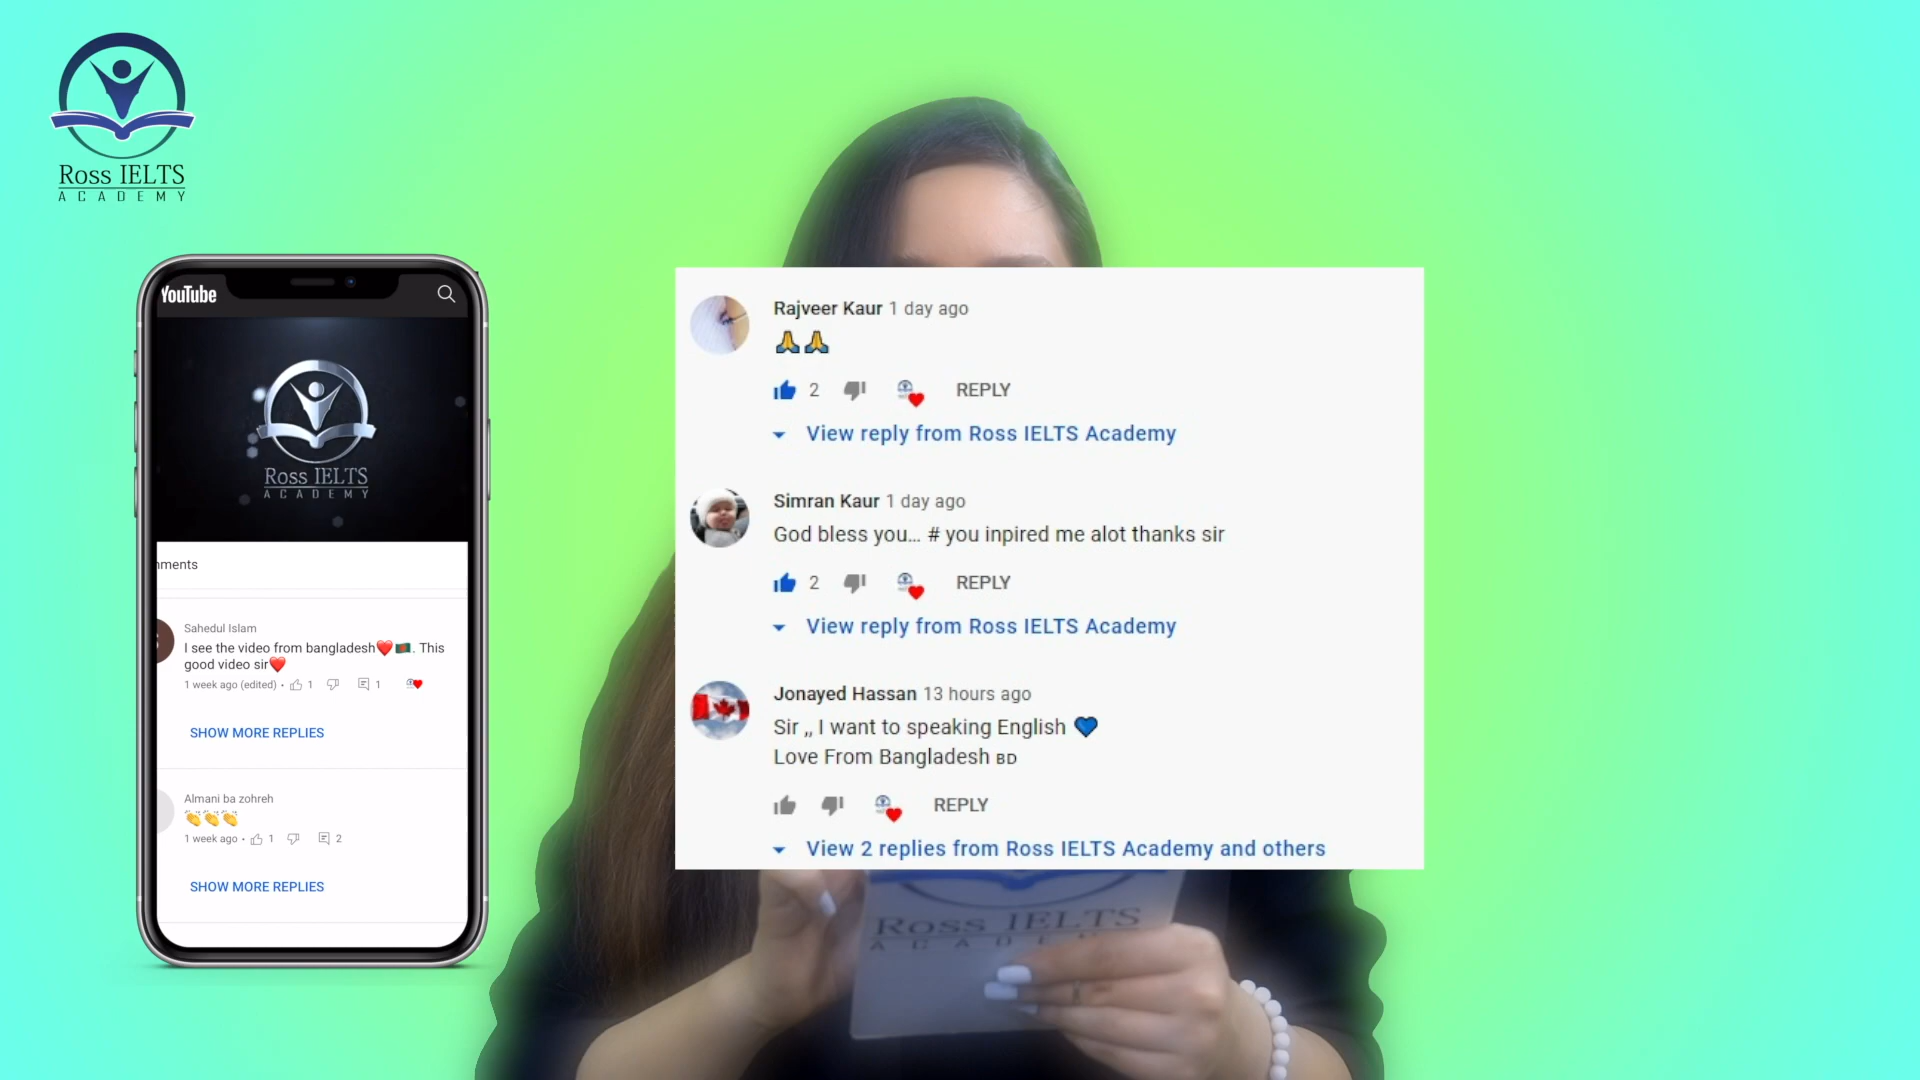 Ross IELTS
ACADEMY
YouTube
Ross IELTS
ACADEMY
mments
Sahedul Islam
I see the video from bangladesh❤️🇧🇩. This
good video sir❤️
1 week ago (edited) • 1 1
SHOW MORE REPLIES
Almani ba zohreh
👏👏👏
1 week ago • 1 2
SHOW MORE REPLIES
Rajveer Kaur 1 day ago
🙏🙏
2 REPLY
View reply from Ross IELTS Academy
Simran Kaur 1 day ago
God bless you... # you inpired me alot thanks sir
2 REPLY
View reply from Ross IELTS Academy
Jonayed Hassan 13 hours ago
Sir ,, I want to speaking English 💙
Love From Bangladesh BD
REPLY
View 2 replies from Ross IELTS Academy and others
Ross IELTS